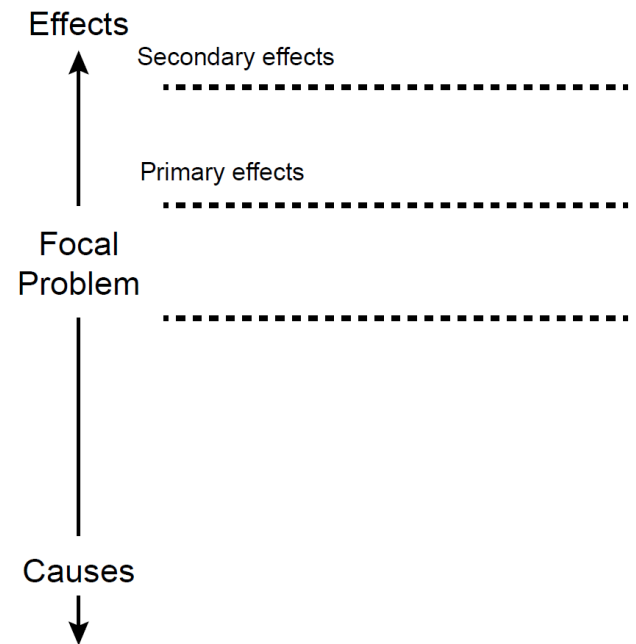 Effects
Secondary effects
Primary effects
Focal
Problem
Causes